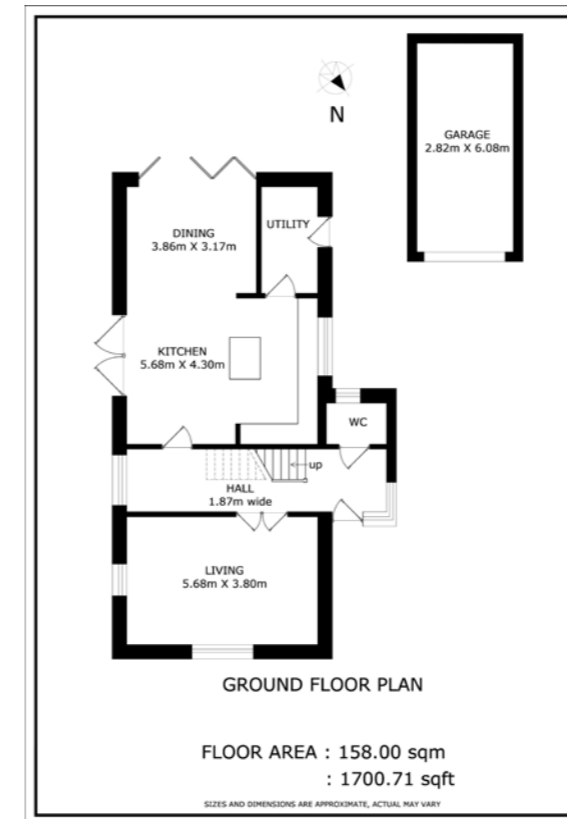 N
GARAGE
2.82m X 6.08m
DINING
3.86m X 3.17m
UTILITY
KITCHEN
5.68m X 4.30m
WC
up
HALL
1.87m wide
LIVING
5.68m X 3.80m
GROUND FLOOR PLAN
FLOOR AREA : 158.00 sqm
: 1700.71 sqft
SIZES AND DIMENSIONS ARE APPROXIMATE, ACTUAL MAY VARY